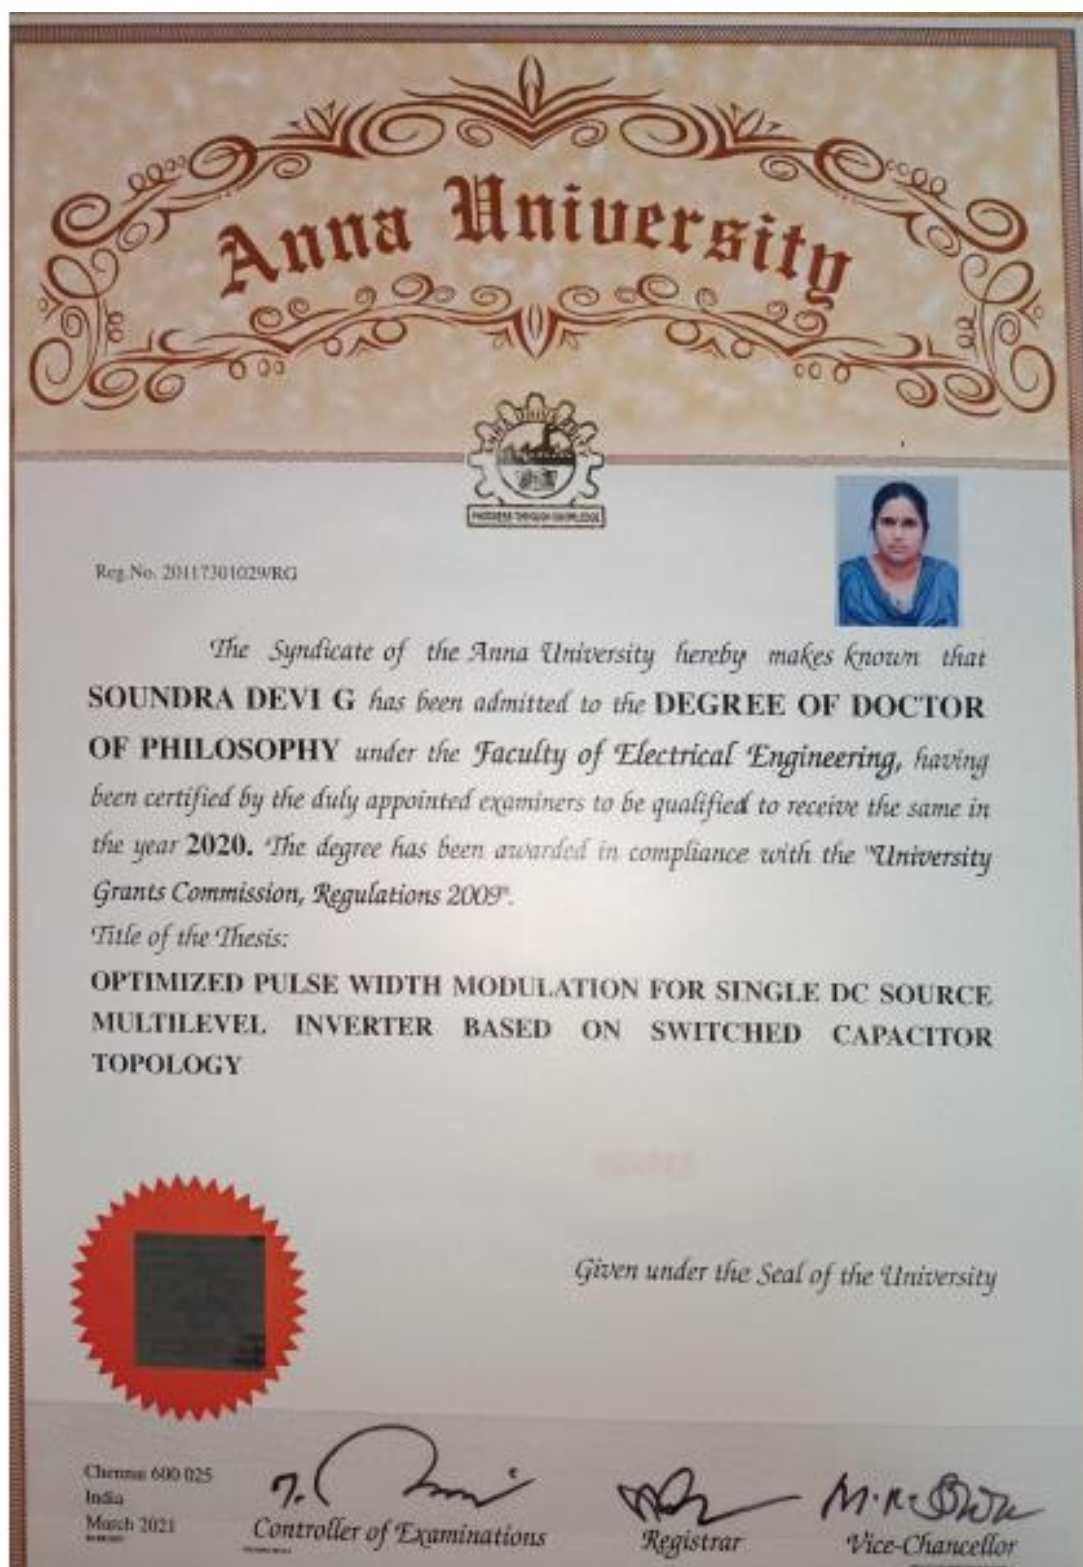 Anna University
PROGRESS THROUGH KNOWLEDGE
Reg.No. 20117301029/RG
The Syndicate of the Anna University hereby makes known that
SOUNDRA DEVI G has been admitted to the DEGREE OF DOCTOR
OF PHILOSOPHY under the Faculty of Electrical Engineering, having
been certified by the duly appointed examiners to be qualified to receive the same in
the year 2020. The degree has been awarded in compliance with the "University
Grants Commission, Regulations 2009".
Title of the Thesis:
OPTIMIZED PULSE WIDTH MODULATION FOR SINGLE DC SOURCE
MULTILEVEL INVERTER BASED ON SWITCHED CAPACITOR
TOPOLOGY
Given under the Seal of the University
Chennai 600 025
India
March 2021
Controller of Examinations
Registrar
Vice-Chancellor